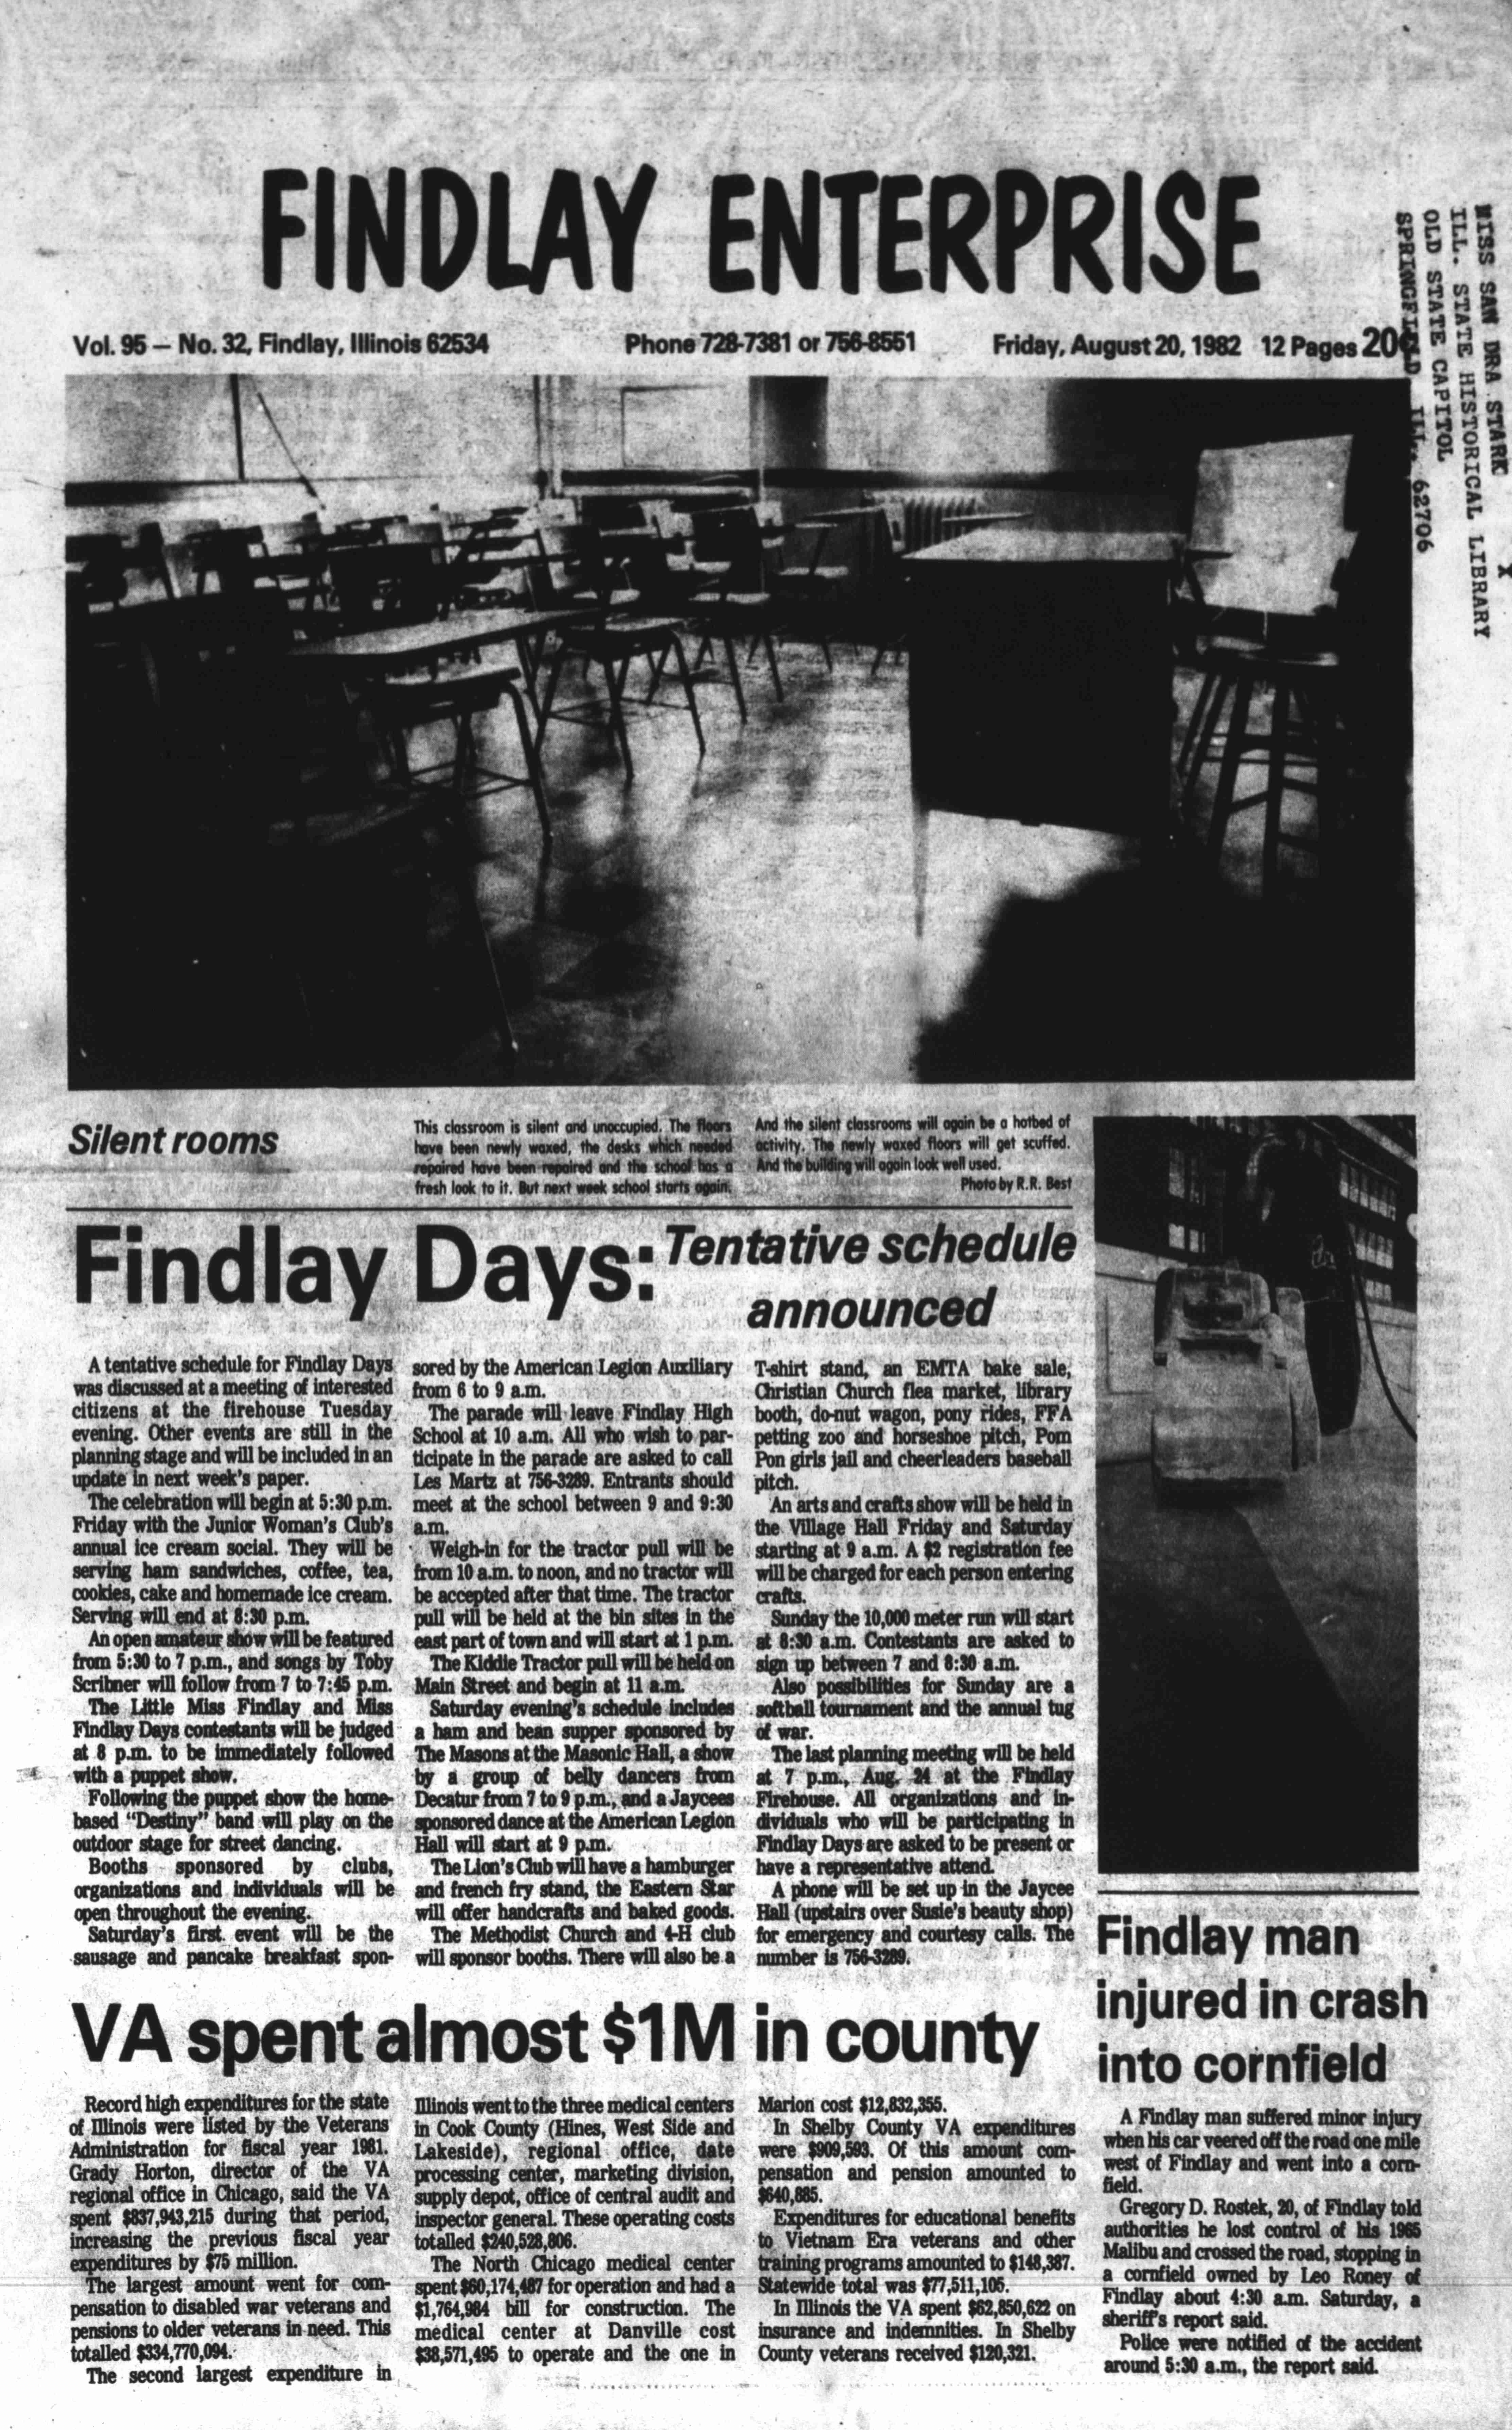 FINDLAY ENTERPRISE
MISS SAN DRA STARK X
ILL. STATE HISTORICAL LIBRARY
OLD STATE CAPITOL
SPRINGFIELD ILL. 62706
Vol. 95 — No. 32, Findlay, Illinois 62534
Phone 728-7381 or 756-8551
Friday, August 20, 1982 12 Pages 20¢
Silent rooms
This classroom is silent and unoccupied. The floors
have been newly waxed, the desks which needed
repaired have been repaired and the school has a
fresh look to it. But next week school starts again.
And the silent classrooms will again be a hotbed of
activity. The newly waxed floors will get scuffed.
And the building will again look well used.
Photo by R.R. Best
Findlay Days: Tentative schedule
announced
A tentative schedule for Findlay Days
was discussed at a meeting of interested
citizens at the firehouse Tuesday
evening. Other events are still in the
planning stage and will be included in an
update in next week's paper.
The celebration will begin at 5:30 p.m.
Friday with the Junior Woman's Club's
annual ice cream social. They will be
serving ham sandwiches, coffee, tea,
cookies, cake and homemade ice cream.
Serving will end at 8:30 p.m.
An open amateur show will be featured
from 5:30 to 7 p.m., and songs by Toby
Scribner will follow from 7 to 7:45 p.m.
The Little Miss Findlay and Miss
Findlay Days contestants will be judged
at 8 p.m. to be immediately followed
with a puppet show.
Following the puppet show the home-
based "Destiny" band will play on the
outdoor stage for street dancing.
Booths sponsored by clubs,
organizations and individuals will be
open throughout the evening.
Saturday's first event will be the
sausage and pancake breakfast spon-
sored by the American Legion Auxiliary
from 6 to 9 a.m.
The parade will leave Findlay High
School at 10 a.m. All who wish to par-
ticipate in the parade are asked to call
Les Martz at 756-3289. Entrants should
meet at the school between 9 and 9:30
a.m.
Weigh-in for the tractor pull will be
from 10 a.m. to noon, and no tractor will
be accepted after that time. The tractor
pull will be held at the bin sites in the
east part of town and will start at 1 p.m.
The Kiddie Tractor pull will be held on
Main Street and begin at 11 a.m.
Saturday evening's schedule includes
a ham and bean supper sponsored by
The Masons at the Masonic Hall, a show
by a group of belly dancers from
Decatur from 7 to 9 p.m., and a Jaycees
sponsored dance at the American Legion
Hall will start at 9 p.m.
The Lion's Club will have a hamburger
and french fry stand, the Eastern Star
will offer handcrafts and baked goods.
The Methodist Church and 4-H club
will sponsor booths. There will also be a
T-shirt stand, an EMTA bake sale,
Christian Church flea market, library
booth, do-nut wagon, pony rides, FFA
petting zoo and horseshoe pitch, Pom
Pon girls jail and cheerleaders baseball
pitch.
An arts and crafts show will be held in
the Village Hall Friday and Saturday
starting at 9 a.m. A $2 registration fee
will be charged for each person entering
crafts.
Sunday the 10,000 meter run will start
at 8:30 a.m. Contestants are asked to
sign up between 7 and 8:30 a.m.
Also possibilities for Sunday are a
softball tournament and the annual tug
of war.
The last planning meeting will be held
at 7 p.m., Aug. 24 at the Findlay
Firehouse. All organizations and in-
dividuals who will be participating in
Findlay Days are asked to be present or
have a representative attend.
A phone will be set up in the Jaycee
Hall (upstairs over Susie's beauty shop)
for emergency and courtesy calls. The
number is 756-3289.
VA spent almost $1M in county
Record high expenditures for the state
of Illinois were listed by the Veterans
Administration for fiscal year 1981.
Grady Horton, director of the VA
regional office in Chicago, said the VA
spent $837,943,215 during that period,
increasing the previous fiscal year
expenditures by $75 million.
The largest amount went for com-
pensation to disabled war veterans and
pensions to older veterans in need. This
totalled $334,770,094.
The second largest expenditure in
Illinois went to the three medical centers
in Cook County (Hines, West Side and
Lakeside), regional office, date
processing center, marketing division,
supply depot, office of central audit and
inspector general. These operating costs
totalled $240,528,806.
The North Chicago medical center
spent $60,174,487 for operation and had a
$1,764,984 bill for construction. The
medical center at Danville cost
$38,571,495 to operate and the one in
Marion cost $12,832,355.
In Shelby County VA expenditures
were $909,593. Of this amount com-
pensation and pension amounted to
$640,885.
Expenditures for educational benefits
to Vietnam Era veterans and other
training programs amounted to $148,387.
Statewide total was $77,511,105.
In Illinois the VA spent $62,850,622 on
insurance and indemnities. In Shelby
County veterans received $120,321.
Findlay man
injured in crash
into cornfield
A Findlay man suffered minor injury
when his car veered off the road one mile
west of Findlay and went into a corn-
field.
Gregory D. Rostek, 20, of Findlay told
authorities he lost control of his 1965
Malibu and crossed the road, stopping in
a cornfield owned by Leo Roney of
Findlay about 4:30 a.m. Saturday, a
sheriff's report said.
Police were notified of the accident
around 5:30 a.m., the report said.